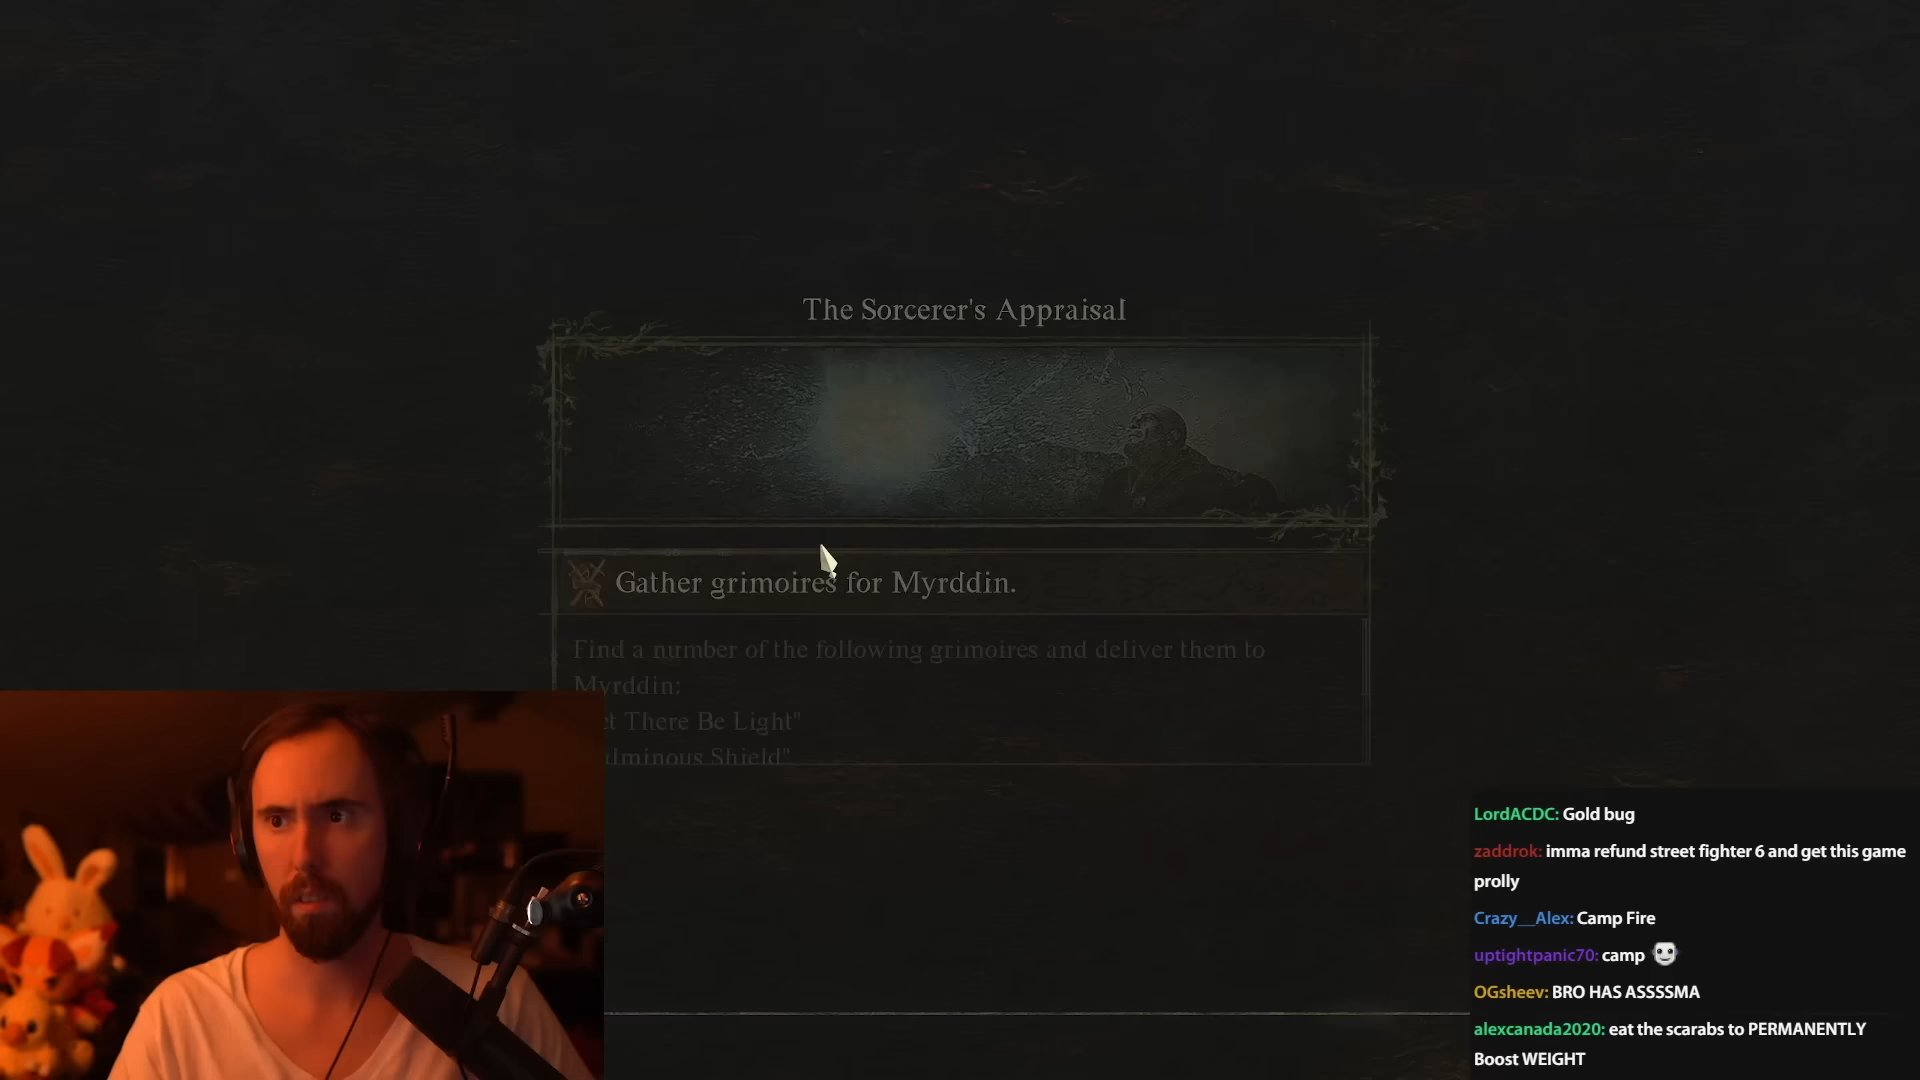 The Sorcerer's Appraisal
Gather grimoires for Myrddin.
Find a number of the following grimoires and deliver them to
Myrddin:
There Be Light"
Shield"
LordACDC: Gold bug
zaddrok: imma refund street fighter 6 and get this game
prolly
Crazy__Alex: Camp Fire
uptightpanic70: camp
OGsheev: BRO HAS ASSSSMA
alexcanada2020: eat the scarabs to PERMANENTLY
Boost WEIGHT